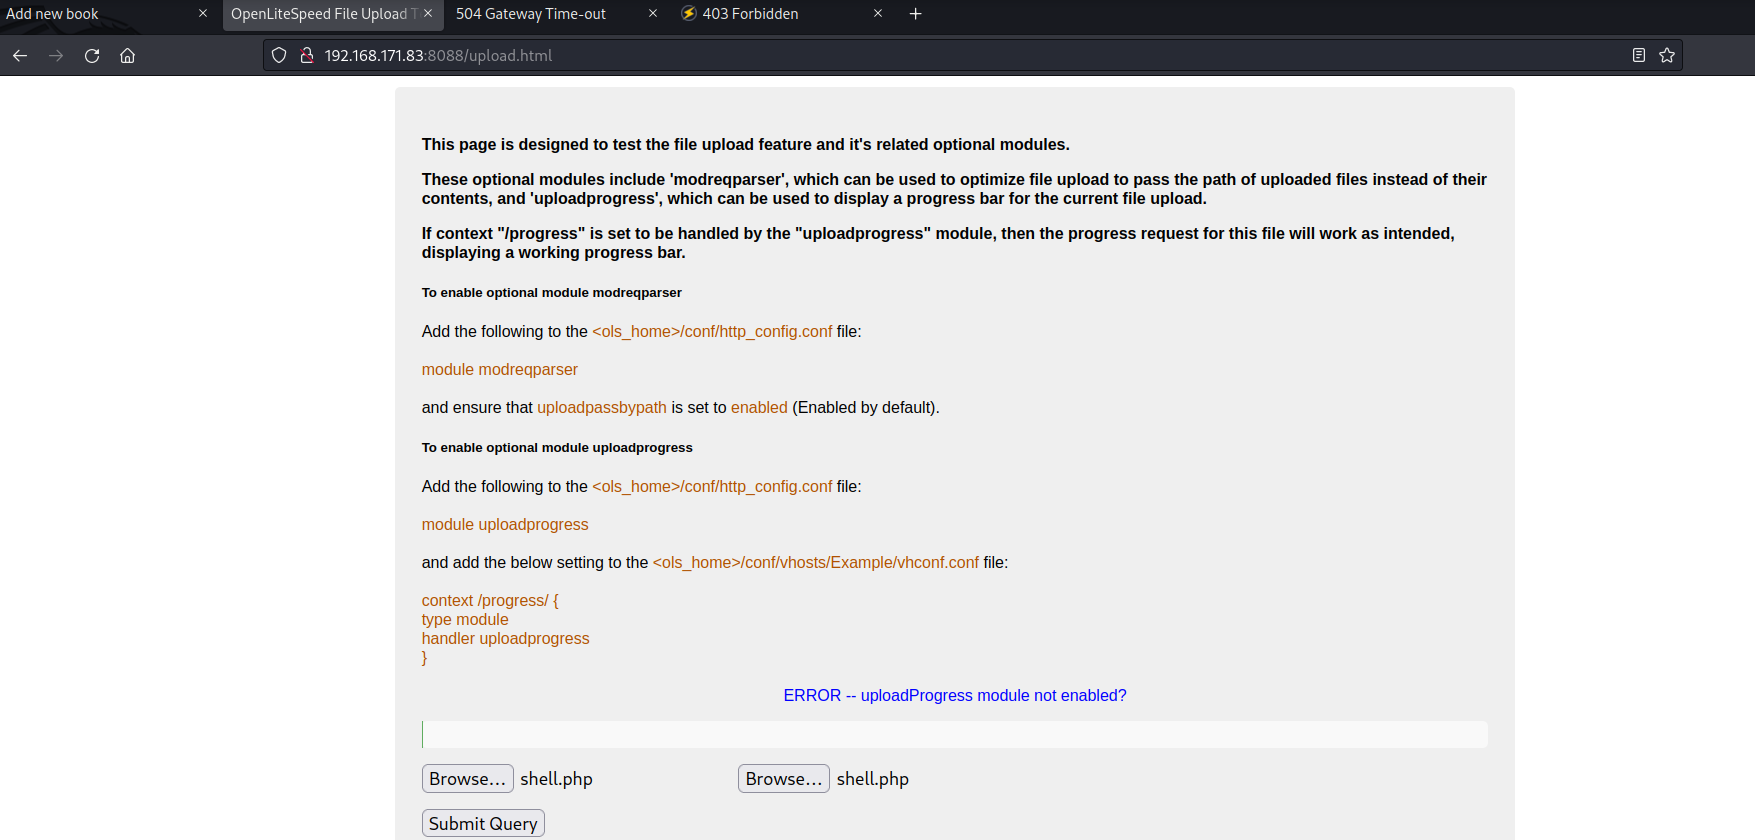 Add new book
OpenLiteSpeed File Upload T
504 Gateway Time-out
403 Forbidden
192.168.171.83:8088/upload.html
This page is designed to test the file upload feature and it's related optional modules.
These optional modules include 'modreqparser', which can be used to optimize file upload to pass the path of uploaded files instead of their
contents, and 'uploadprogress', which can be used to display a progress bar for the current file upload.
If context "/progress" is set to be handled by the "uploadprogress" module, then the progress request for this file will work as intended,
displaying a working progress bar.
To enable optional module modreqparser
Add the following to the <ols_home>/conf/http_config.conf file:
module modreqparser
and ensure that uploadpassbypath is set to enabled (Enabled by default).
To enable optional module uploadprogress
Add the following to the <ols_home>/conf/http_config.conf file:
module uploadprogress
and add the below setting to the <ols_home>/conf/vhosts/Example/vhconf.conf file:
context /progress/ {
type module
handler uploadprogress
}
ERROR -- uploadProgress module not enabled?
Browse... shell.php Browse... shell.php
Submit Query